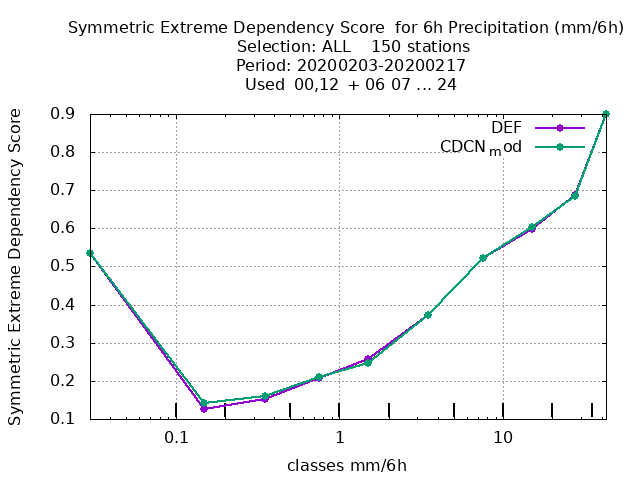 Symmetric Extreme Dependency Score  for 6h Precipitation (mm/6h)
Selection: ALL    150 stations
Period: 20200203-20200217
Used  00,12  + 06 07 ... 24
Symmetric Extreme Dependency Score
0.9
0.8
0.7
0.6
0.5
0.4
0.3
0.2
0.1
DEF
CDCN_mod
0.1
1
10
classes mm/6h